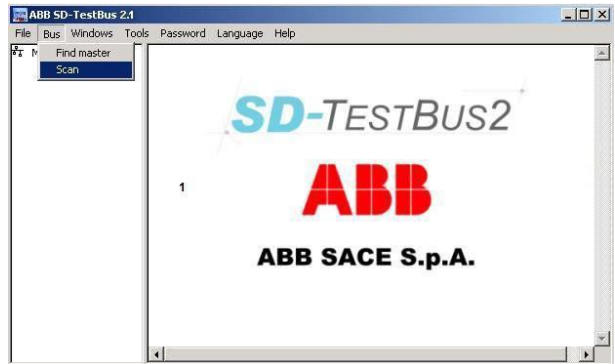 ABB SD-TestBus 2.1
File Bus Windows Tools Password Language Help
Find master
Scan
SD-TESTBUS2
1
ABB
ABB SACE S.p.A.